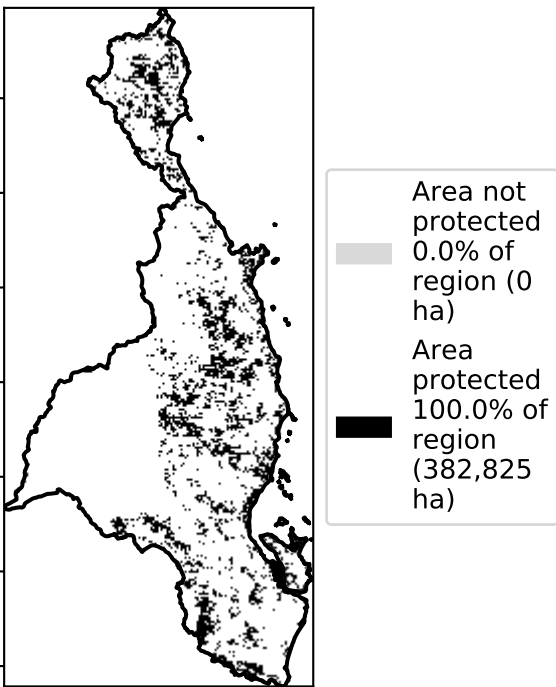 Area not
protected
0.0% of
region (0
ha)
Area
protected
100.0% of
region
(382,825
ha)